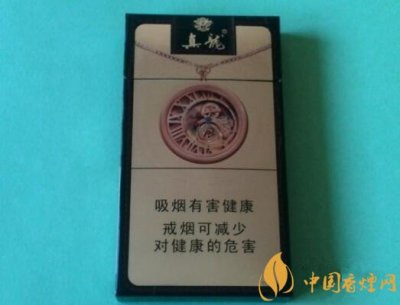 真龙
吸烟有害健康
戒烟可减少
对健康的危害
中国香烟网